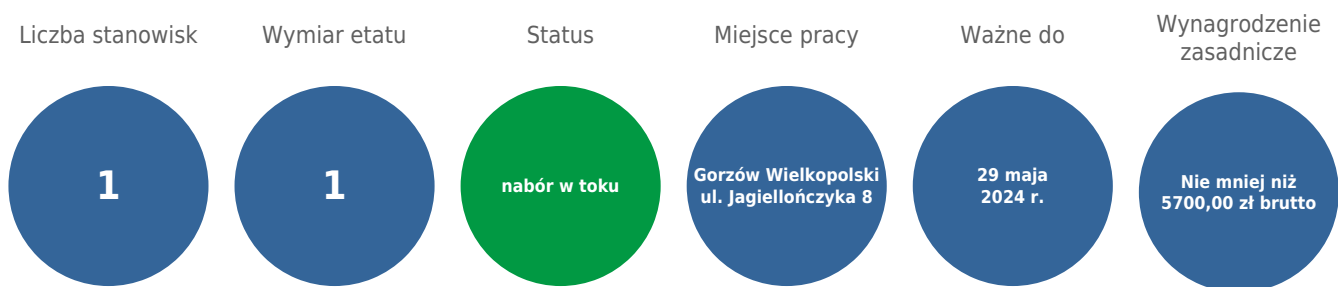 Liczba stanowisk
1
Wymiar etatu
1
Status
nabór w toku
Miejsce pracy
Gorzów Wielkopolski
ul. Jagiellończyka 8
Ważne do
29 maja
2024 r.
Wynagrodzenie
zasadnicze
Nie mniej niż
5700,00 zł brutto